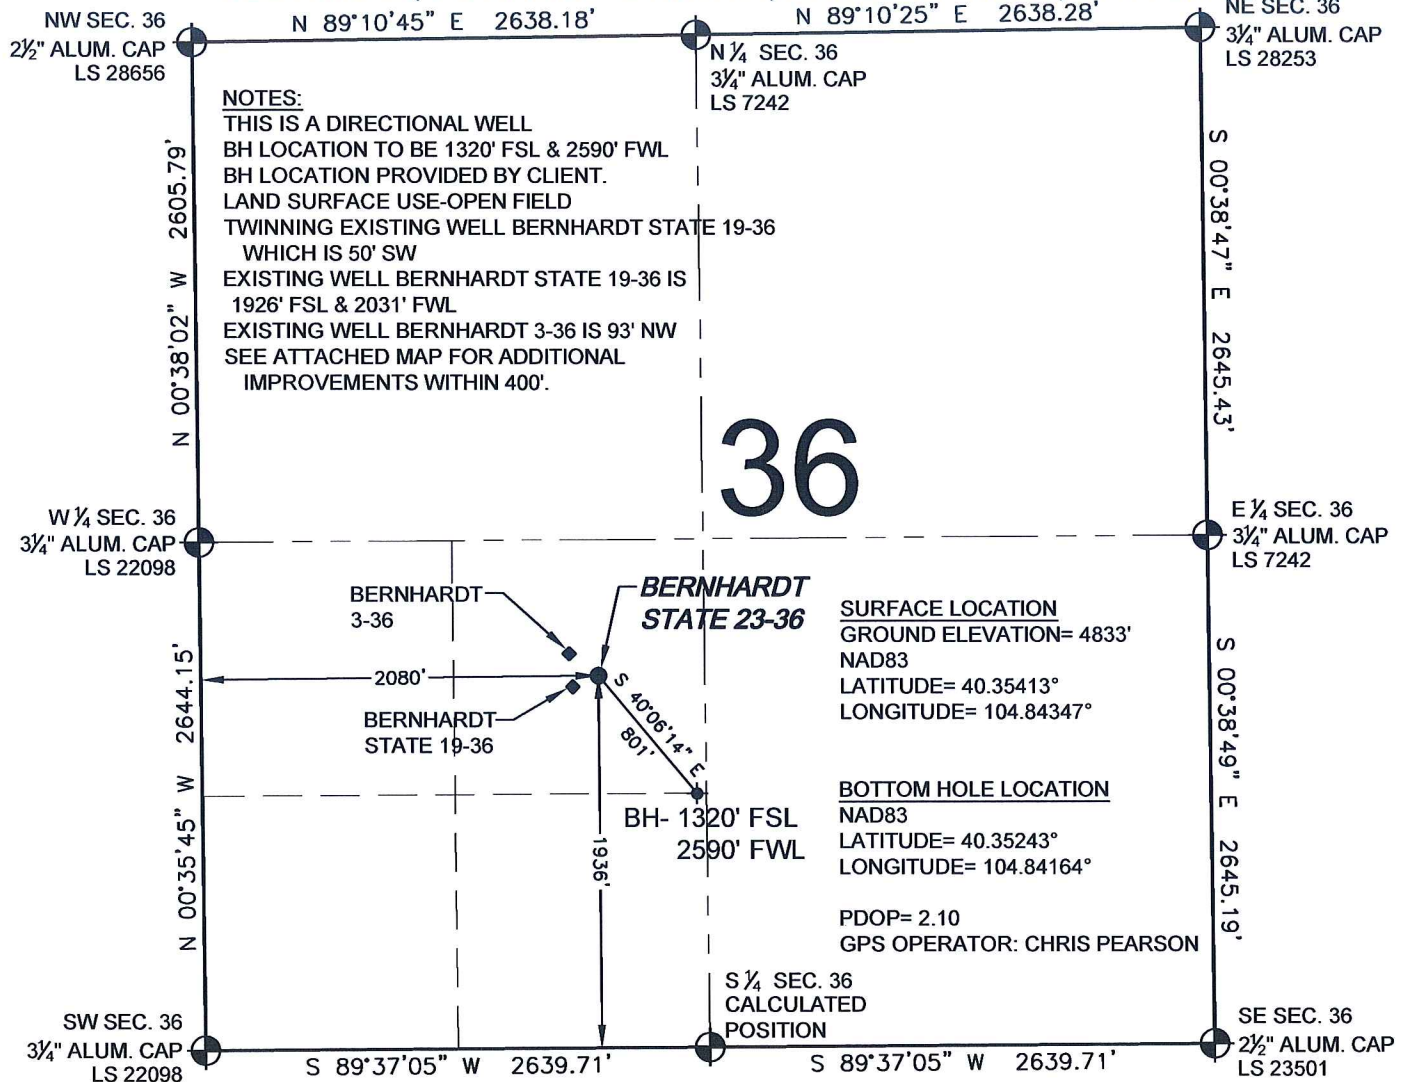 NW SEC. 36
2½" ALUM. CAP
LS 28656
N 89°10'45" E 2638.18'
N ¼ SEC. 36
3¼" ALUM. CAP
LS 7242
N 89°10'25" E 2638.28'
NE SEC. 36
3¼" ALUM. CAP
LS 28253
NOTES:
THIS IS A DIRECTIONAL WELL
BH LOCATION TO BE 1320' FSL & 2590' FWL
BH LOCATION PROVIDED BY CLIENT.
LAND SURFACE USE-OPEN FIELD
TWINNING EXISTING WELL BERNHARDT STATE 19-36
WHICH IS 50' SW
EXISTING WELL BERNHARDT STATE 19-36 IS
1926' FSL & 2031' FWL
EXISTING WELL BERNHARDT 3-36 IS 93' NW
SEE ATTACHED MAP FOR ADDITIONAL
IMPROVEMENTS WITHIN 400'.
N 00°38'02" W 2605.79'
S 00°38'47" E 2645.43'
36
W ¼ SEC. 36
3¼" ALUM. CAP
LS 22098
E ¼ SEC. 36
3¼" ALUM. CAP
LS 7242
BERNHARDT
3-36
BERNHARDT
STATE 23-36
2080'
BERNHARDT
STATE 19-36
S 40°06'14" E
801'
1936'
BH- 1320' FSL
2590' FWL
SURFACE LOCATION
GROUND ELEVATION= 4833'
NAD83
LATITUDE= 40.35413°
LONGITUDE= 104.84347°
BOTTOM HOLE LOCATION
NAD83
LATITUDE= 40.35243°
LONGITUDE= 104.84164°
PDOP= 2.10
GPS OPERATOR: CHRIS PEARSON
N 00°35'45" W 2644.15'
S 00°38'49" E 2645.19'
SW SEC. 36
3¼" ALUM. CAP
LS 22098
S 89°37'05" W 2639.71'
S ¼ SEC. 36
CALCULATED
POSITION
S 89°37'05" W 2639.71'
SE SEC. 36
2½" ALUM. CAP
LS 23501